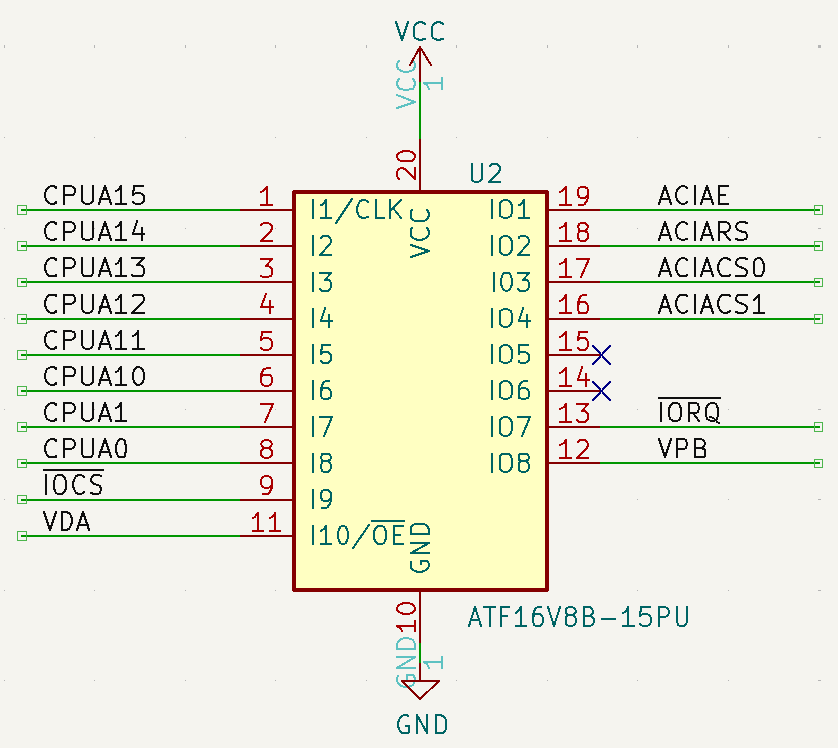 VCC
VCC 1
20
U2
CPUA15 1 I1/CLK VCC IO1 19 ACIAE
CPUA14 2 I2 IO2 18 ACIARS
CPUA13 3 I3 IO3 17 ACIACS0
CPUA12 4 I4 IO4 16 ACIACS1
CPUA11 5 I5 IO5 15
CPUA10 6 I6 IO6 14
CPUA1 7 I7 IO7 13 IORQ
CPUA0 8 I8 IO8 12 VPB
IOCS 9 I9
VDA 11 I10/OE GND
10
ATF16V8B-15PU
GND 1
GND